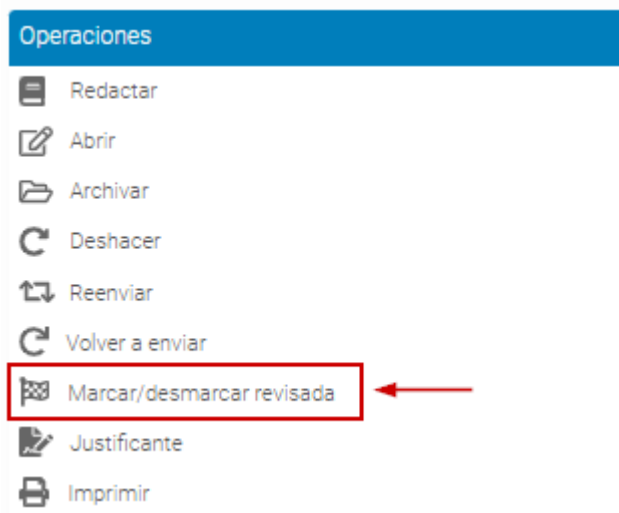 Operaciones
Redactar
Abrir
Archivar
Deshacer
Reenviar
Volver a enviar
Marcar/desmarcar revisada
Justificante
Imprimir